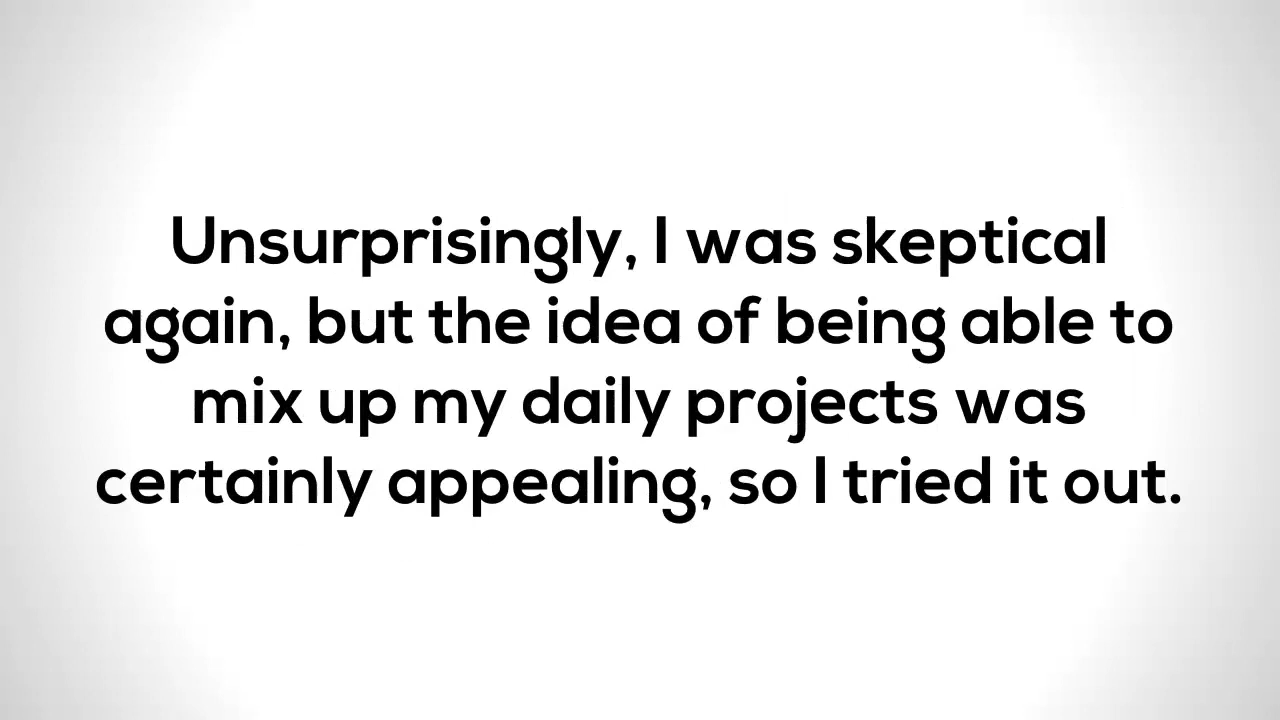 Unsurprisingly, I was skeptical
again, but the idea of being able to
mix up my daily projects was
certainly appealing, so I tried it out.